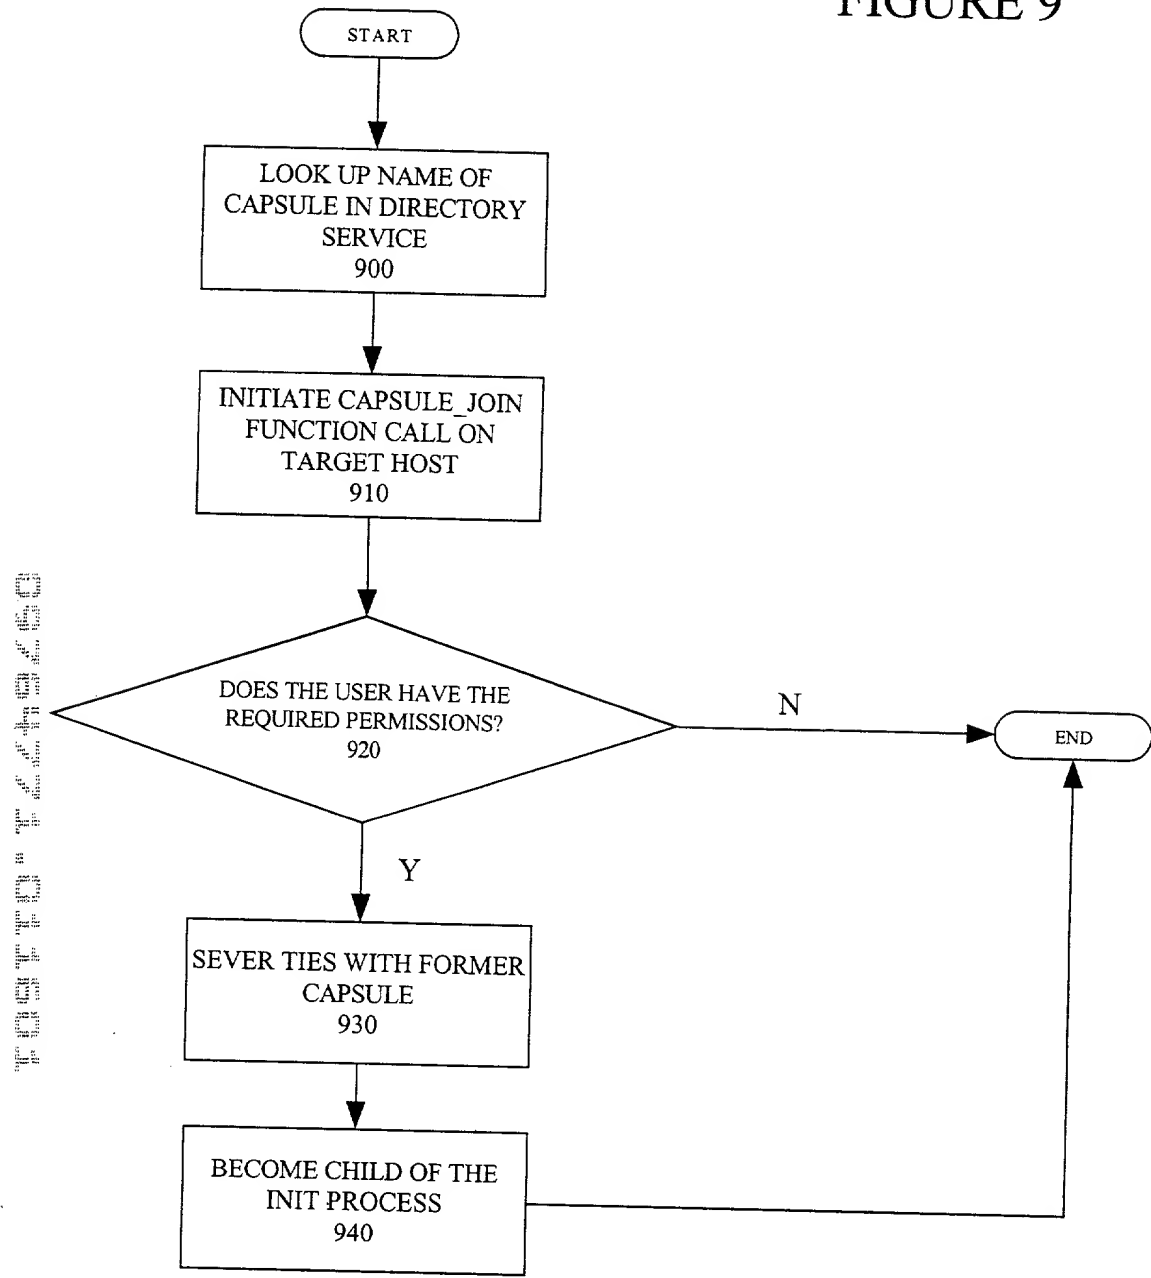 FIGURE 9
START
LOOK UP NAME OF
CAPSULE IN DIRECTORY
SERVICE
900
INITIATE CAPSULE_JOIN
FUNCTION CALL ON
TARGET HOST
910
DOES THE USER HAVE THE
REQUIRED PERMISSIONS?
920
N
END
Y
SEVER TIES WITH FORMER
CAPSULE
930
BECOME CHILD OF THE
INIT PROCESS
940